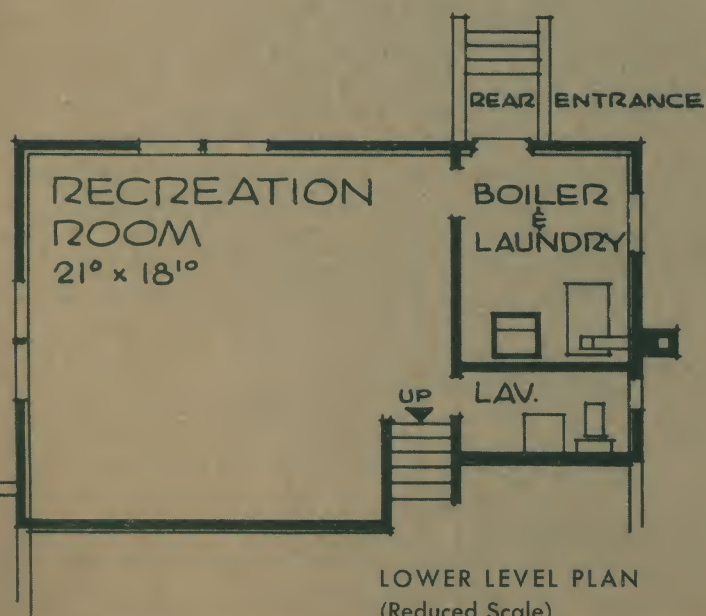 REAR ENTRANCE
RECREATION
ROOM
21⁰ x 18¹⁰
BOILER
&
LAUNDRY
UP
LAV.
LOWER LEVEL PLAN
(Reduced Scale)